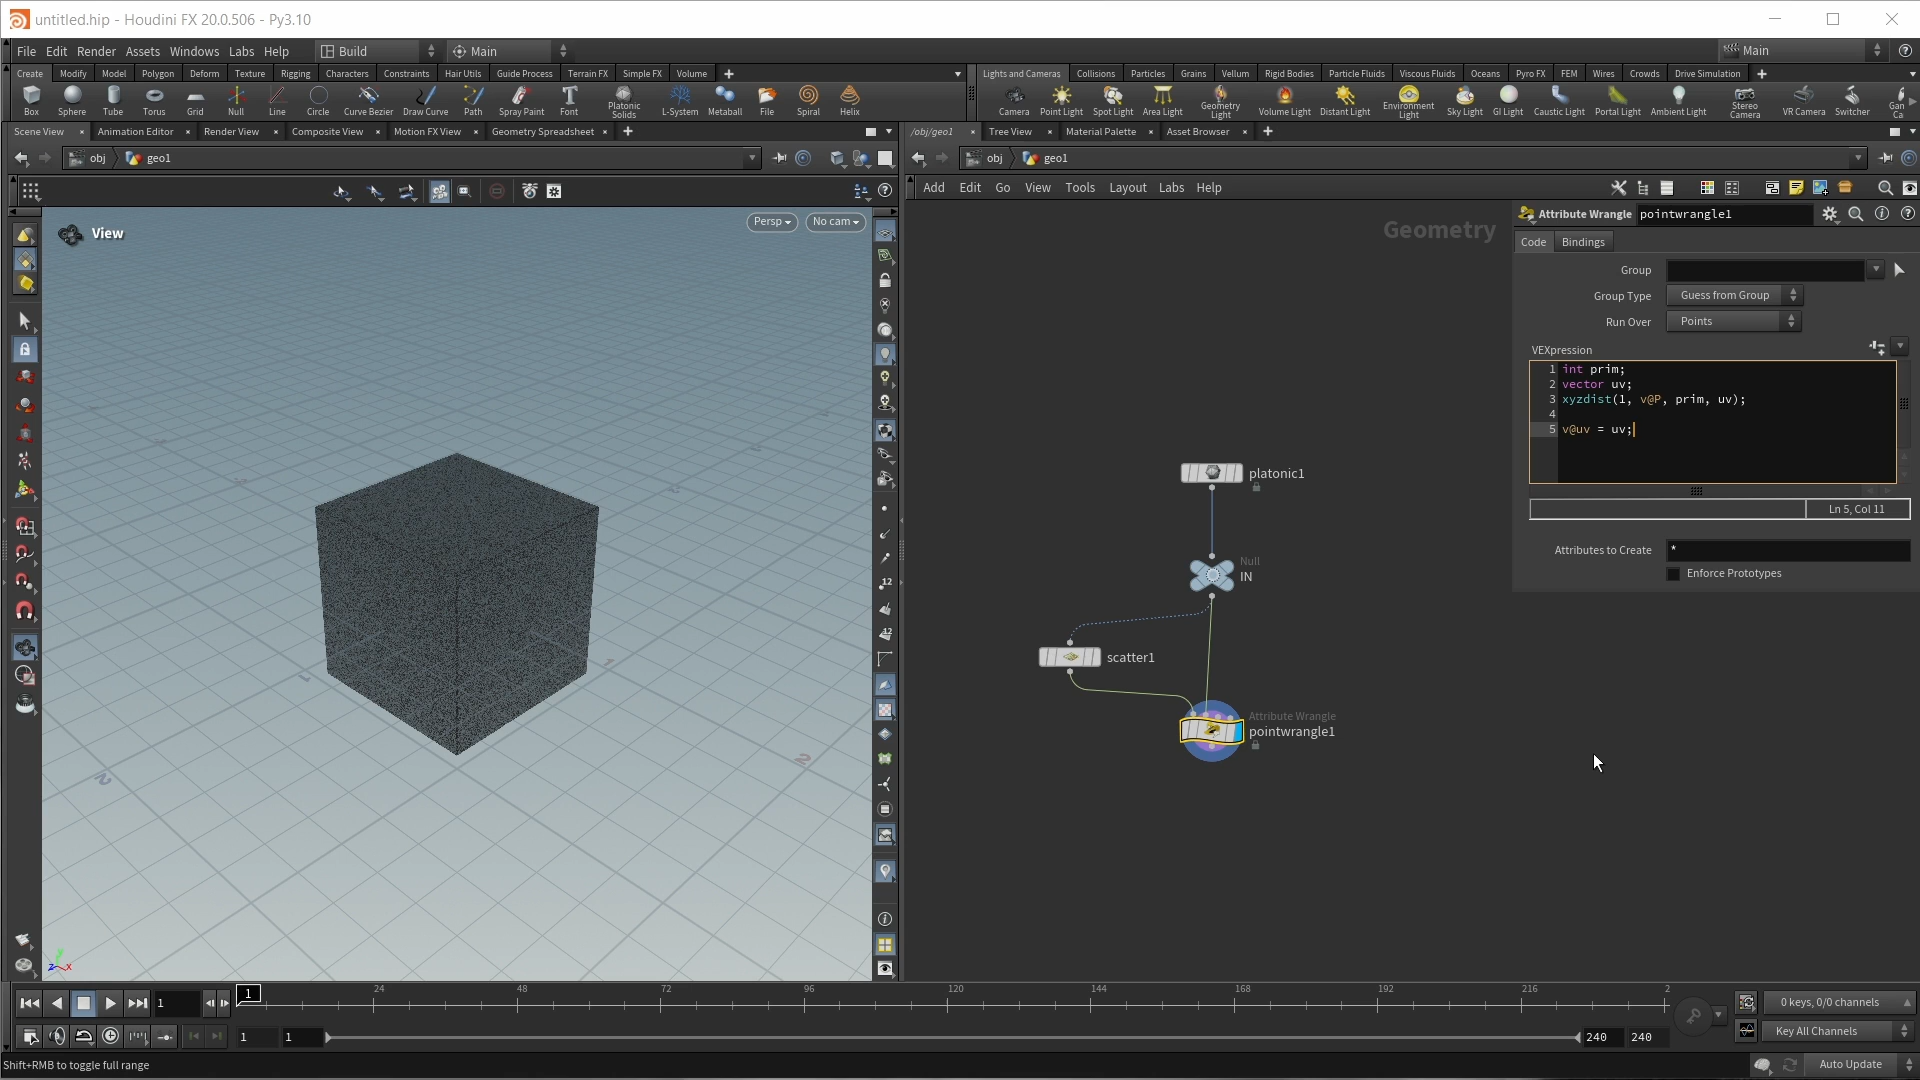 untitled.hip - Houdini FX 20.0.506 - Py3.10
File Edit Render Assets Windows Labs Help Build Main Main
Create Modify Model Polygon Deform Texture Rigging Characters Constraints Hair Utils Guide Process Terrain FX Simple FX Volume
Lights and Cameras Collisions Particles Grains Vellum Rigid Bodies Particle Fluids Viscous Fluids Oceans Pyro FX FEM Wires Crowds Drive Simulation
Box Sphere Tube Torus Grid Null Line Circle Curve Bezier Draw Curve Path Spray Paint Font Platonic Solids L-System Metaball File Spiral Helix
Camera Point Light Spot Light Area Light Geometry Light Volume Light Distant Light Environment Light Sky Light GI Light Caustic Light Portal Light Ambient Light Stereo Camera VR Camera Switcher Gan Ca
Scene View Animation Editor Render View Composite View Motion FX View Geometry Spreadsheet
/obj/geo1 Tree View Material Palette Asset Browser
obj geo1
obj geo1
Add Edit Go View Tools Layout Labs Help
View
Persp No cam
Geometry
Attribute Wrangle pointwrangle1
Code Bindings
Group
Group Type Guess from Group
Run Over Points
VEXpression
1 int prim;
2 vector uv;
3 xyzdist(1, v@P, prim, uv);
4
5 v@uv = uv;
Ln 5, Col 11
Attributes to Create *
Enforce Prototypes
platonic1
Null
IN
scatter1
Attribute Wrangle
pointwrangle1
12
12
1
2
2
z x y
1
1 24 48 72 96 120 144 168 192 216 2
0 keys, 0/0 channels
1 1 240 240
Key All Channels
Shift+RMB to toggle full range
Auto Update